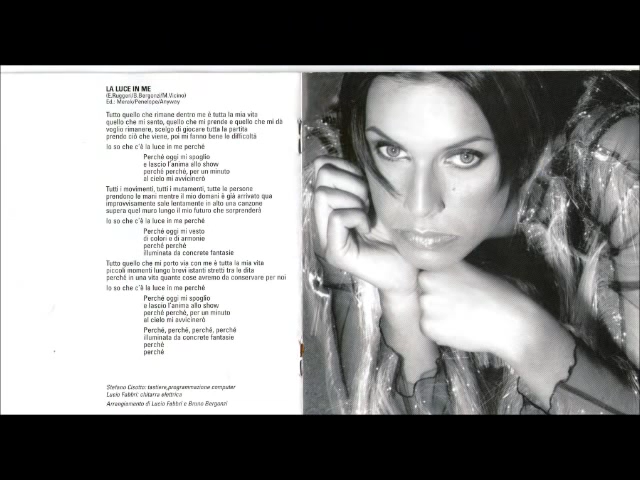 LA LUCE IN ME
(E.Ruggeri/B.Bergonzi/M.Vicino)
Ed.: Merak/Penelope/Anyway
Tutto quello che rimane dentro me è tutta la mia vita
quello che mi sento, quello che mi prende e quello che mi dà
voglio rimanere, scelgo di giocare tutta la partita
prendo ciò che viene, poi mi fanno bene le difficoltà
Io so che c'è la luce in me perché
Perché oggi mi spoglio
e lascio l'anima allo show
perché perché, per un minuto
al cielo mi avvicinerò
Tutti i movimenti, tutti i mutamenti, tutte le persone
prendono le mani mentre il mio domani è già arrivato qua
improvvisamente sale lentamente in alto una canzone
supera quel muro lungo il mio futuro che sorprenderà
Io so che c'è la luce in me perché
Perché oggi mi vesto
di colori e di armonie
perché perché
illuminata da concrete fantasie
Tutto quello che mi porto via con me è tutta la mia vita
piccoli momenti lungo brevi istanti stretti tra le dita
perché in una vita quante cose avremo da conservare per noi
Io so che c'è la luce in me perché
Perché oggi mi spoglio
e lascio l'anima allo show
perché perché, per un minuto
al cielo mi avvicinerò
Perché, perché, perché, perché
illuminata da concrete fantasie
perché
perché
Stefano Cisotto: tastiere, programmazione computer
Lucio Fabbri: chitarra elettrica
Arrangiamento di Lucio Fabbri e Bruno Bergonzi